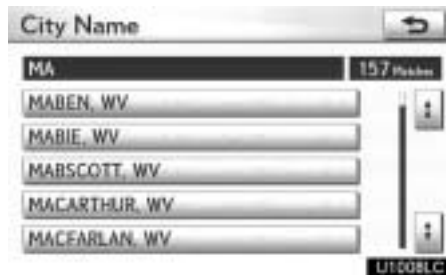 City Name
MA 157 Matches
MABEN, WV
MABIE, WV
MABSCOTT, WV
MACARTHUR, WV
MACFARLAN, WV
U1008LC